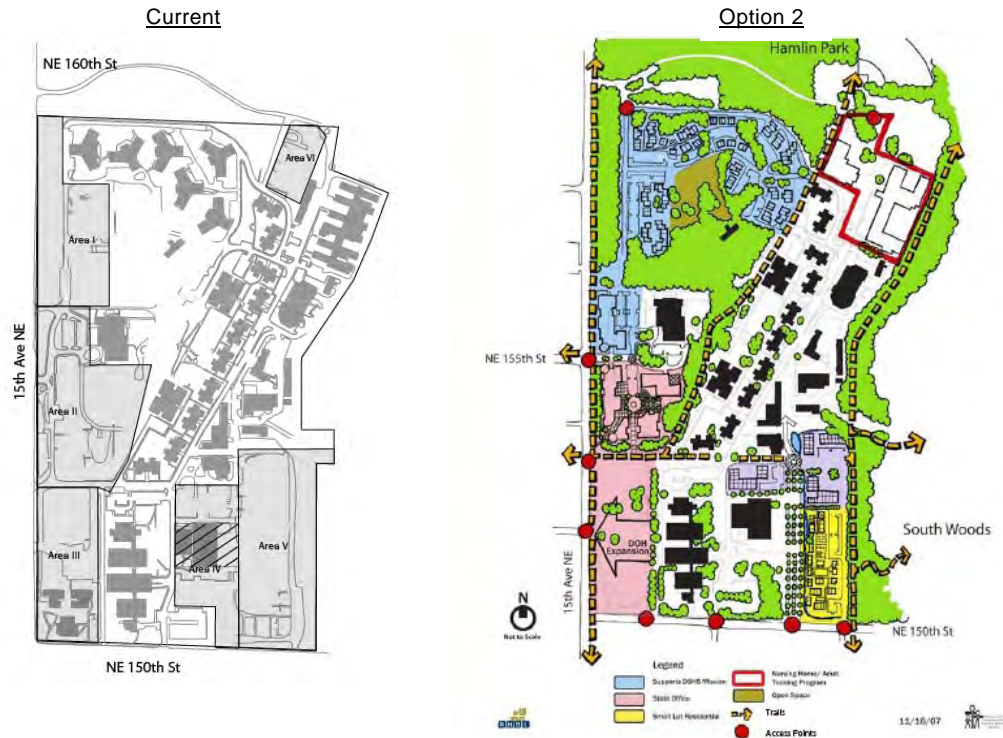 Current
NE 160th St
Area VI
Area I
15th Ave NE
Area II
Area III
Area IV
Area V
NE 150th St
Option 2
Hamlin Park
NE 155th St
DOH
Expansion
South Woods
15th Ave NE
N
Not to Scale
NE 150th St
Legend
Supports DSHS Mission
State Office
Small Lot Residential
Nursing Home/Adult
Training Program
Open Space
Trails
Access Points
AHBL
11/16/07